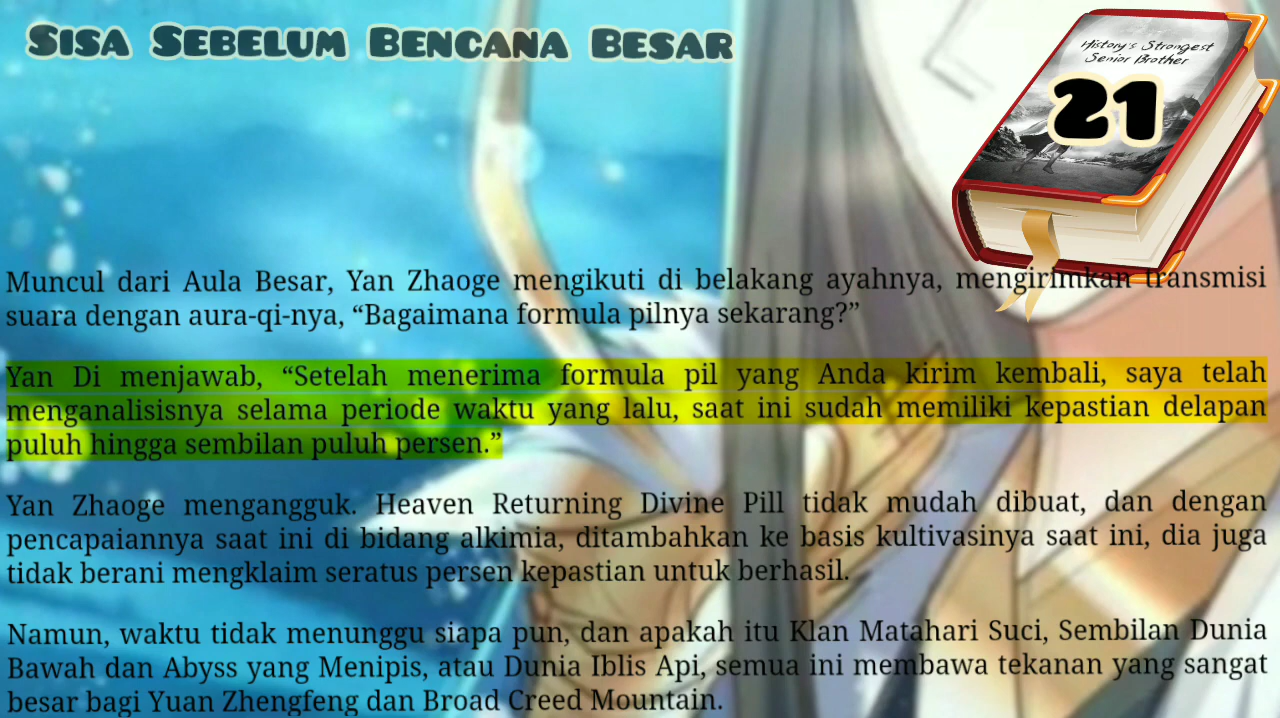 Sisa Sebelum Bencana Besar
History's Strongest
Senior Brother
21
Muncul dari Aula Besar, Yan Zhaoge mengikuti di belakang ayahnya, mengirimkan transmisi
suara dengan aura-qi-nya, “Bagaimana formula pilnya sekarang?”
Yan Di menjawab, “Setelah menerima formula pil yang Anda kirim kembali, saya telah
menganalisisnya selama periode waktu yang lalu, saat ini sudah memiliki kepastian delapan
puluh hingga sembilan puluh persen.”
Yan Zhaoge mengangguk. Heaven Returning Divine Pill tidak mudah dibuat, dan dengan
pencapaiannya saat ini di bidang alkimia, ditambahkan ke basis kultivasinya saat ini, dia juga
tidak berani mengklaim seratus persen kepastian untuk berhasil.
Namun, waktu tidak menunggu siapa pun, dan apakah itu Klan Matahari Suci, Sembilan Dunia
Bawah dan Abyss yang Menipis, atau Dunia Iblis Api, semua ini membawa tekanan yang sangat
besar bagi Yuan Zhengfeng dan Broad Creed Mountain.